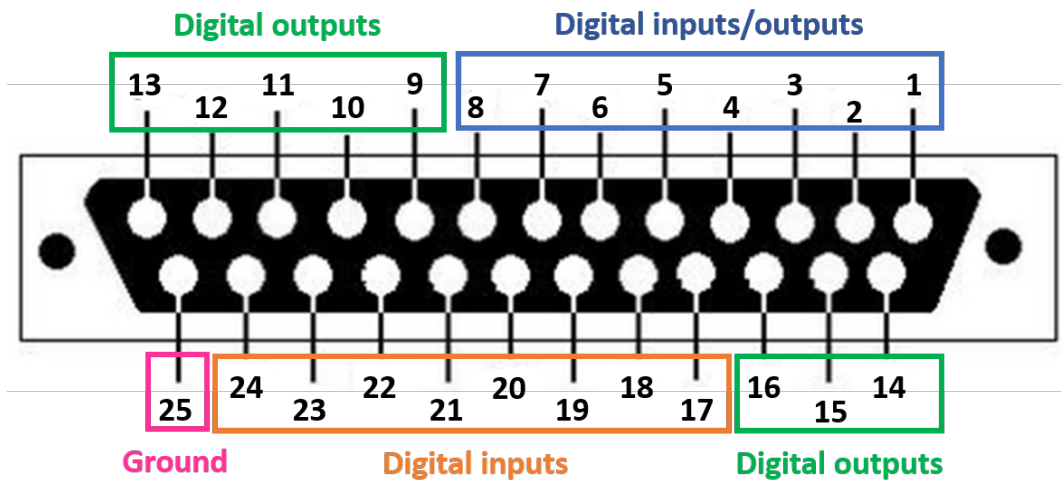 Digital outputs Digital inputs/outputs
13 11 9 7 5 3 1
12 10 8 6 4 2
24 22 20 18 16 14
25 23 21 19 17 15
Ground Digital inputs Digital outputs